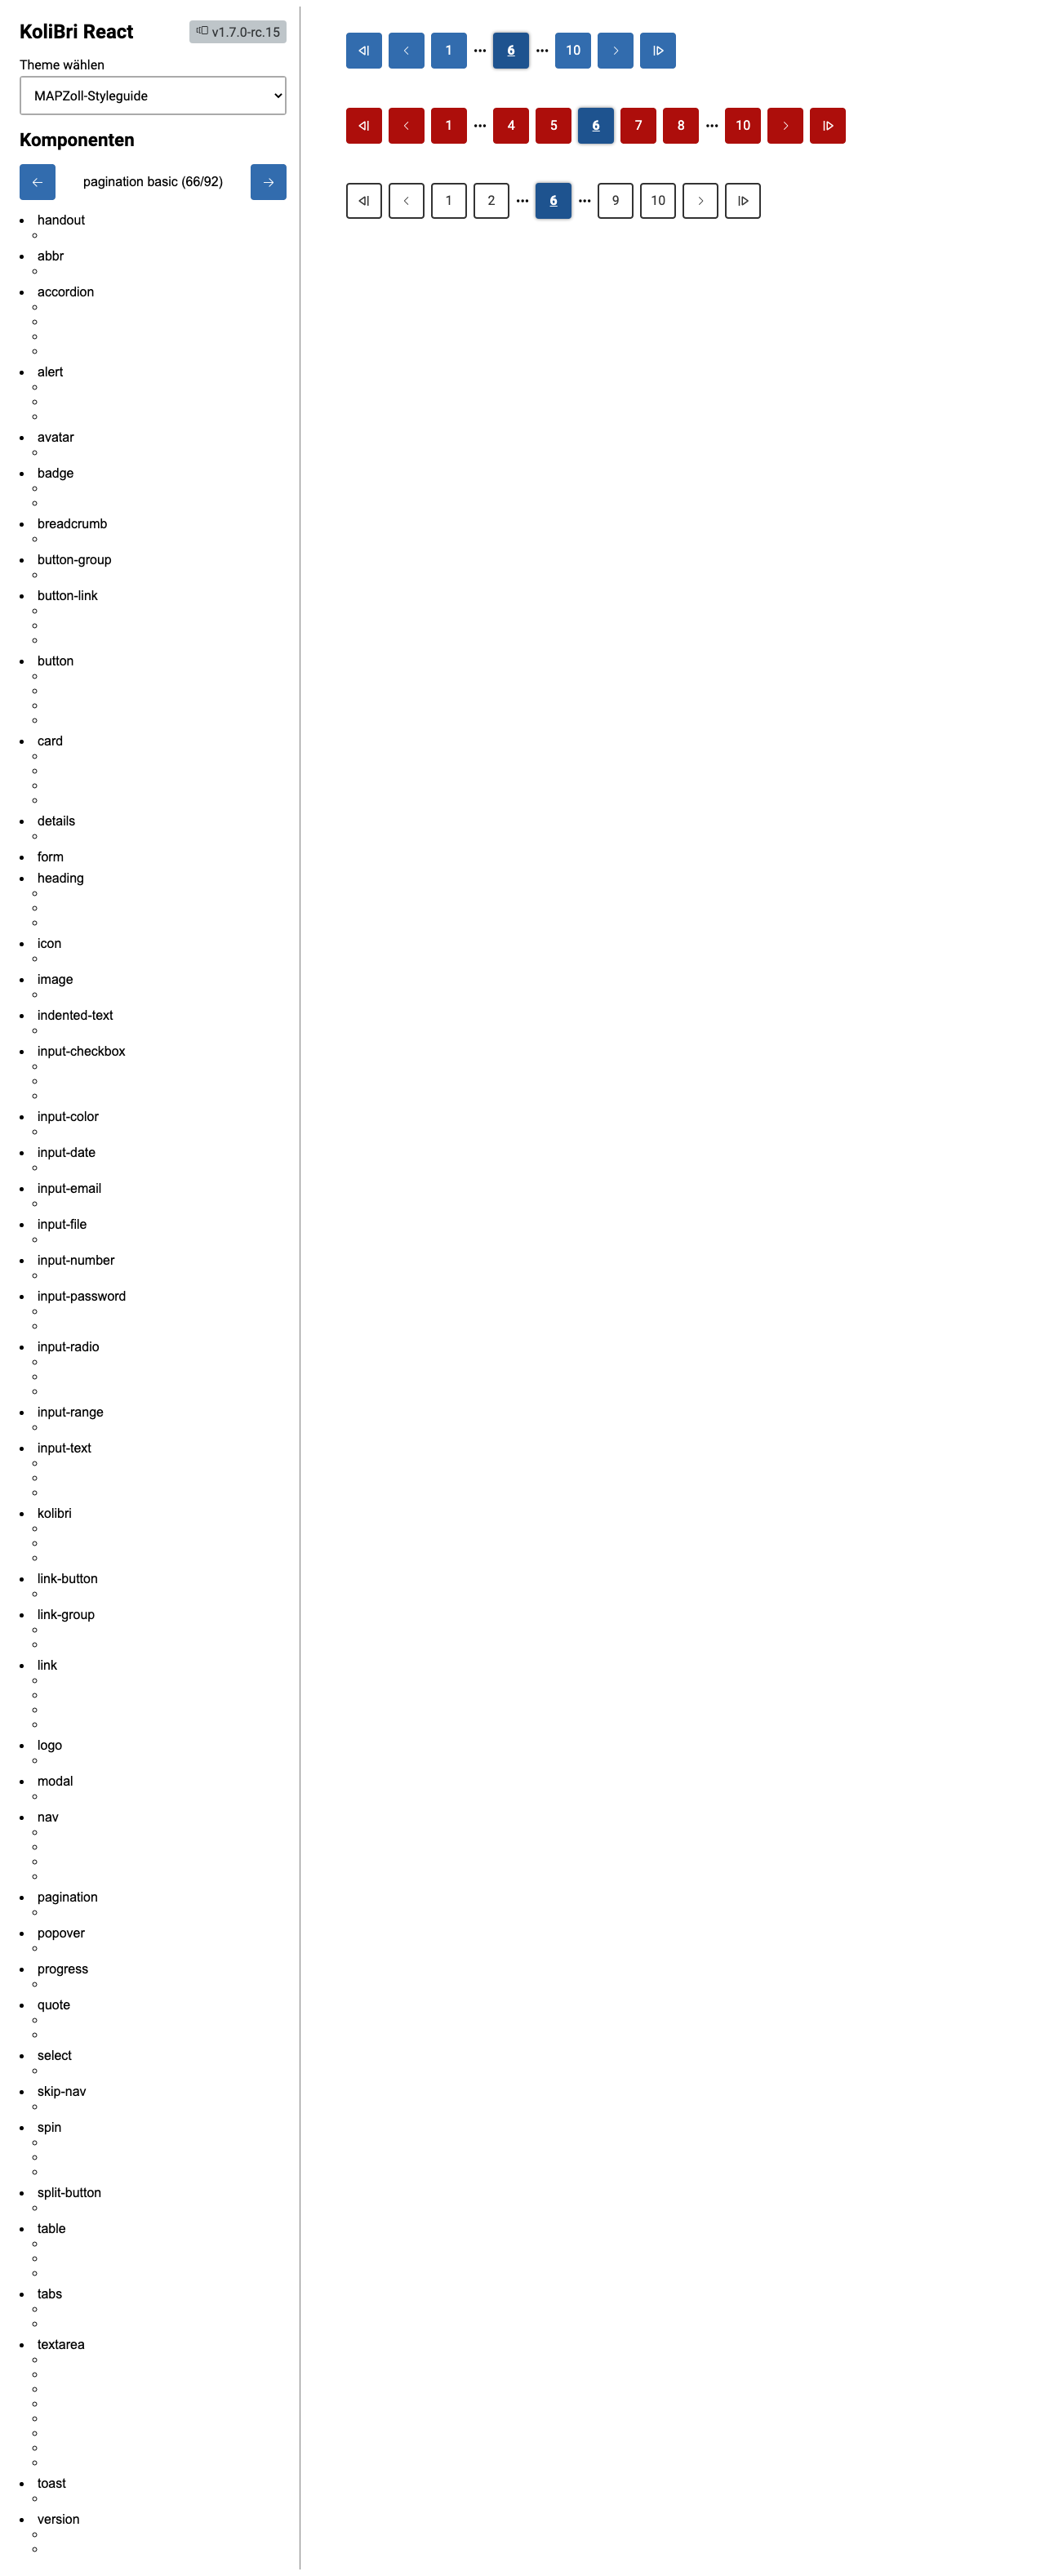 KoliBri React v1.7.0-rc.15
Theme wählen
MAPZoll-Styleguide
Komponenten
pagination basic (66/92)
handout
abbr
accordion
alert
avatar
badge
breadcrumb
button-group
button-link
button
card
details
form
heading
icon
image
indented-text
input-checkbox
input-color
input-date
input-email
input-file
input-number
input-password
input-radio
input-range
input-text
kolibri
link-button
link-group
link
logo
modal
nav
pagination
popover
progress
quote
select
skip-nav
spin
split-button
table
tabs
textarea
toast
version
1 ••• 6 ••• 10
1 ••• 4 5 6 7 8 ••• 10
1 2 ••• 6 ••• 9 10